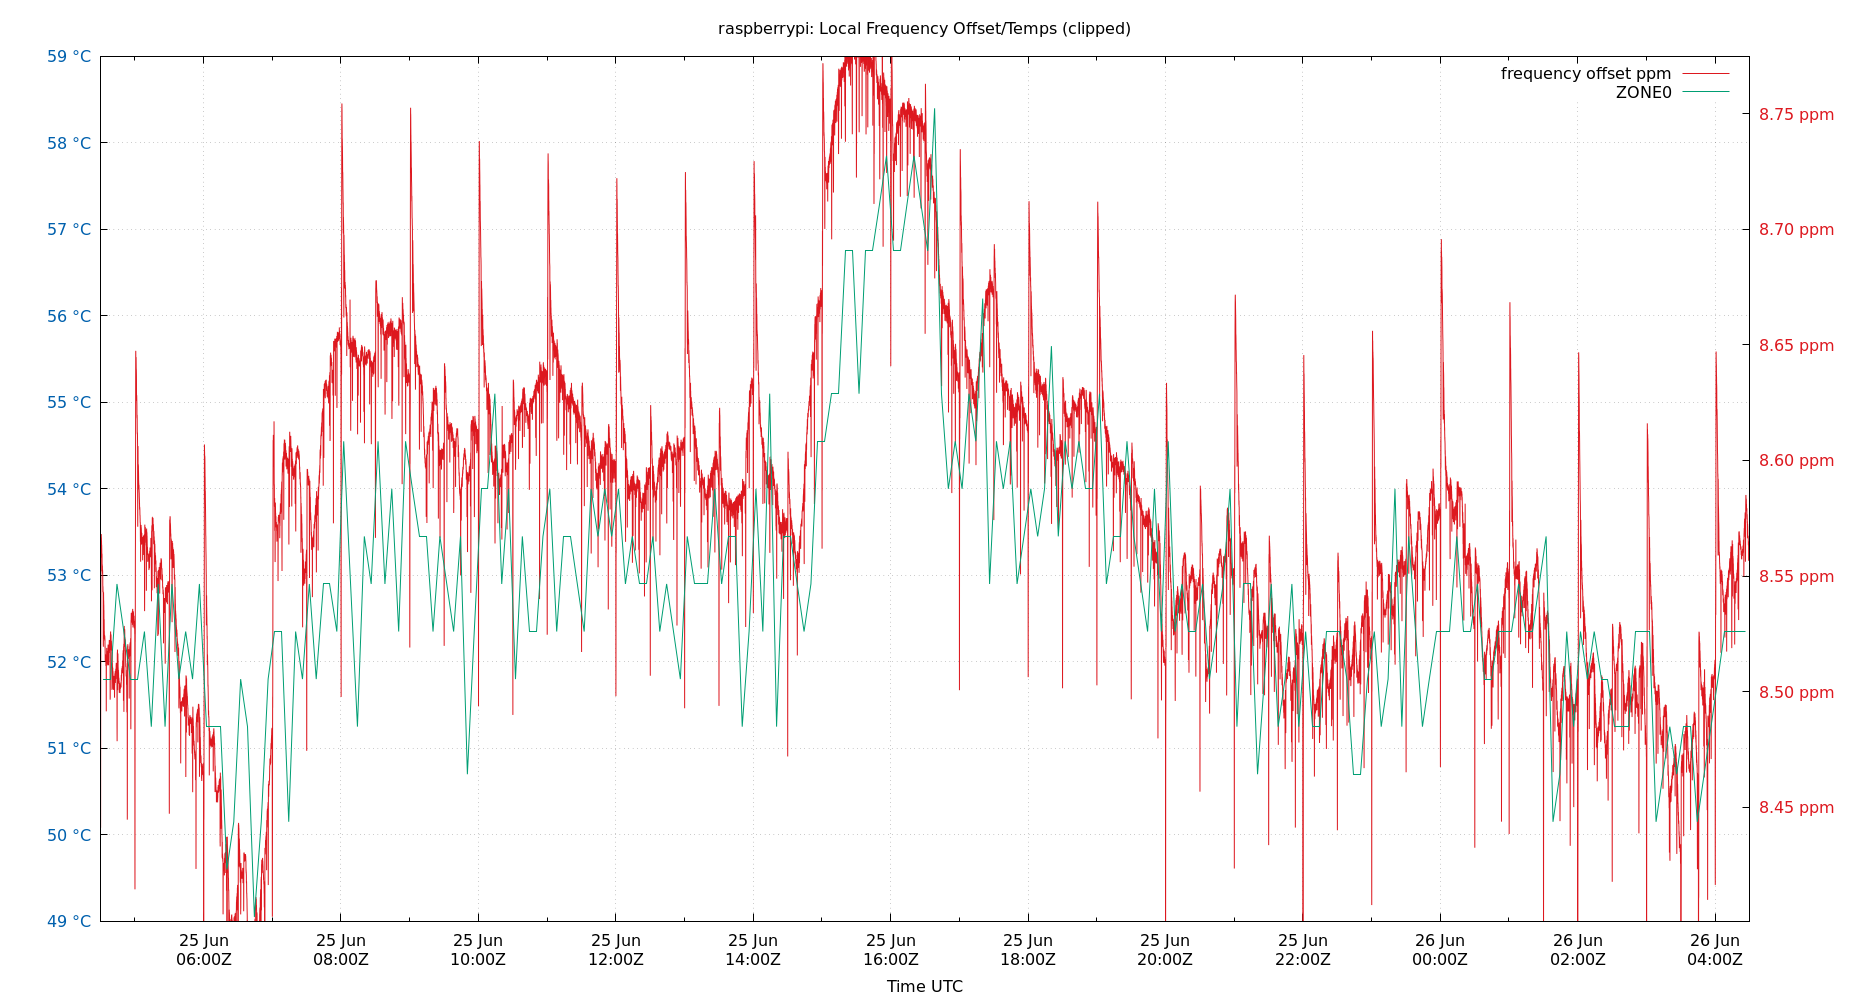 raspberrypi: Local Frequency Offset/Temps (clipped)
frequency offset ppm
ZONE0
59 °C
58 °C
57 °C
56 °C
55 °C
54 °C
53 °C
52 °C
51 °C
50 °C
49 °C
8.75 ppm
8.70 ppm
8.65 ppm
8.60 ppm
8.55 ppm
8.50 ppm
8.45 ppm
25 Jun
06:00Z
25 Jun
08:00Z
25 Jun
10:00Z
25 Jun
12:00Z
25 Jun
14:00Z
25 Jun
16:00Z
25 Jun
18:00Z
25 Jun
20:00Z
25 Jun
22:00Z
26 Jun
00:00Z
26 Jun
02:00Z
26 Jun
04:00Z
Time UTC